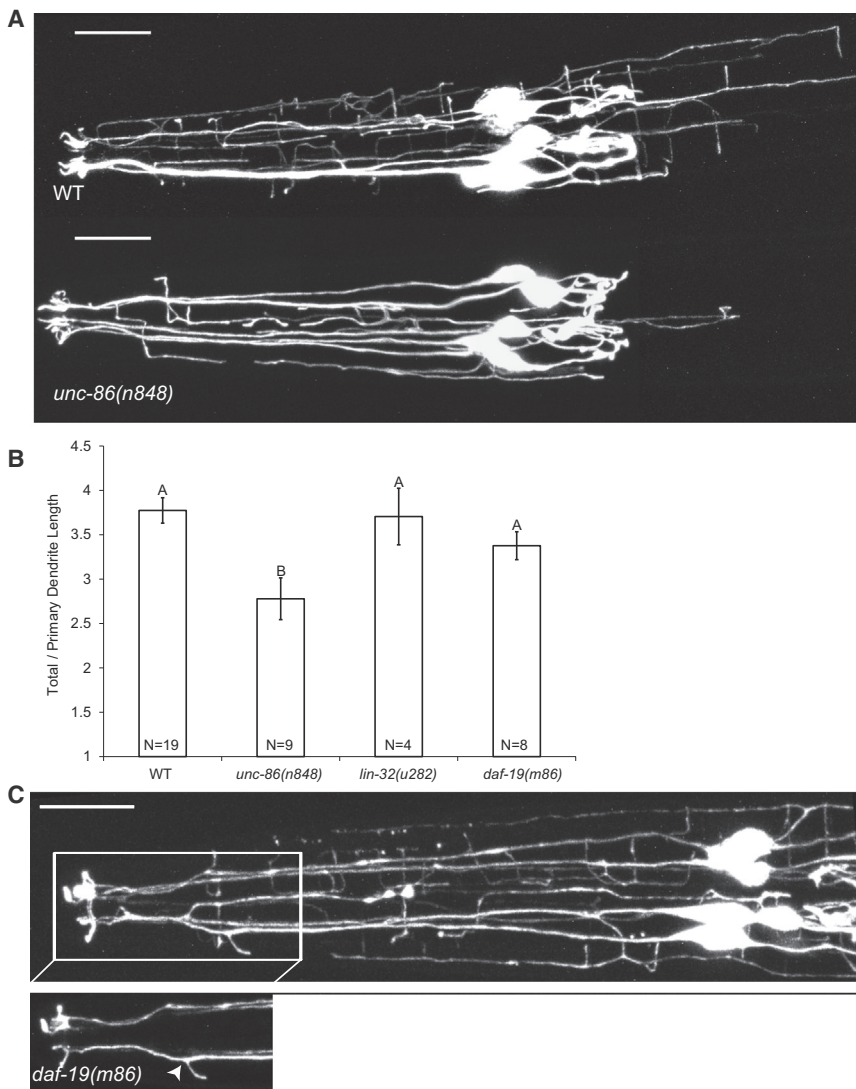 A
WT
unc-86(n848)
B
Total / Primary Dendrite Length
4.5
4
3.5
3
2.5
2
1.5
1
A
B
A
A
N=19
N=9
N=4
N=8
WT
unc-86(n848)
lin-32(u282)
daf-19(m86)
C
daf-19(m86)